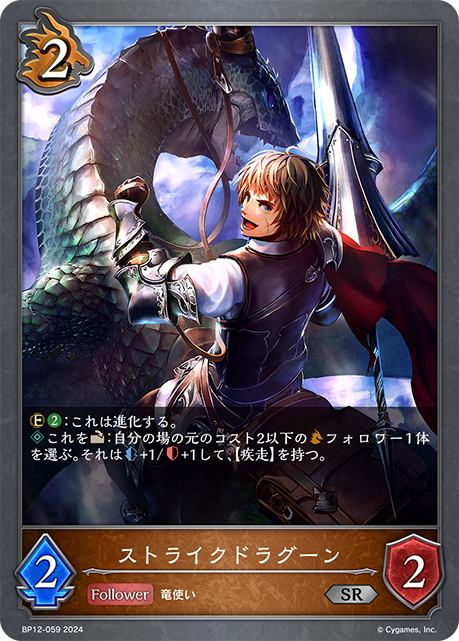 2
E 2:これは進化する。
これを:自分の場の元のコスト2以下のフォロワー1体
を選ぶ。それは+1/+1して、【疾走】を持つ。
ストライクドラグーン
2
Follower 竜使い
SR
2
BP12-059 2024
© Cygames, Inc.